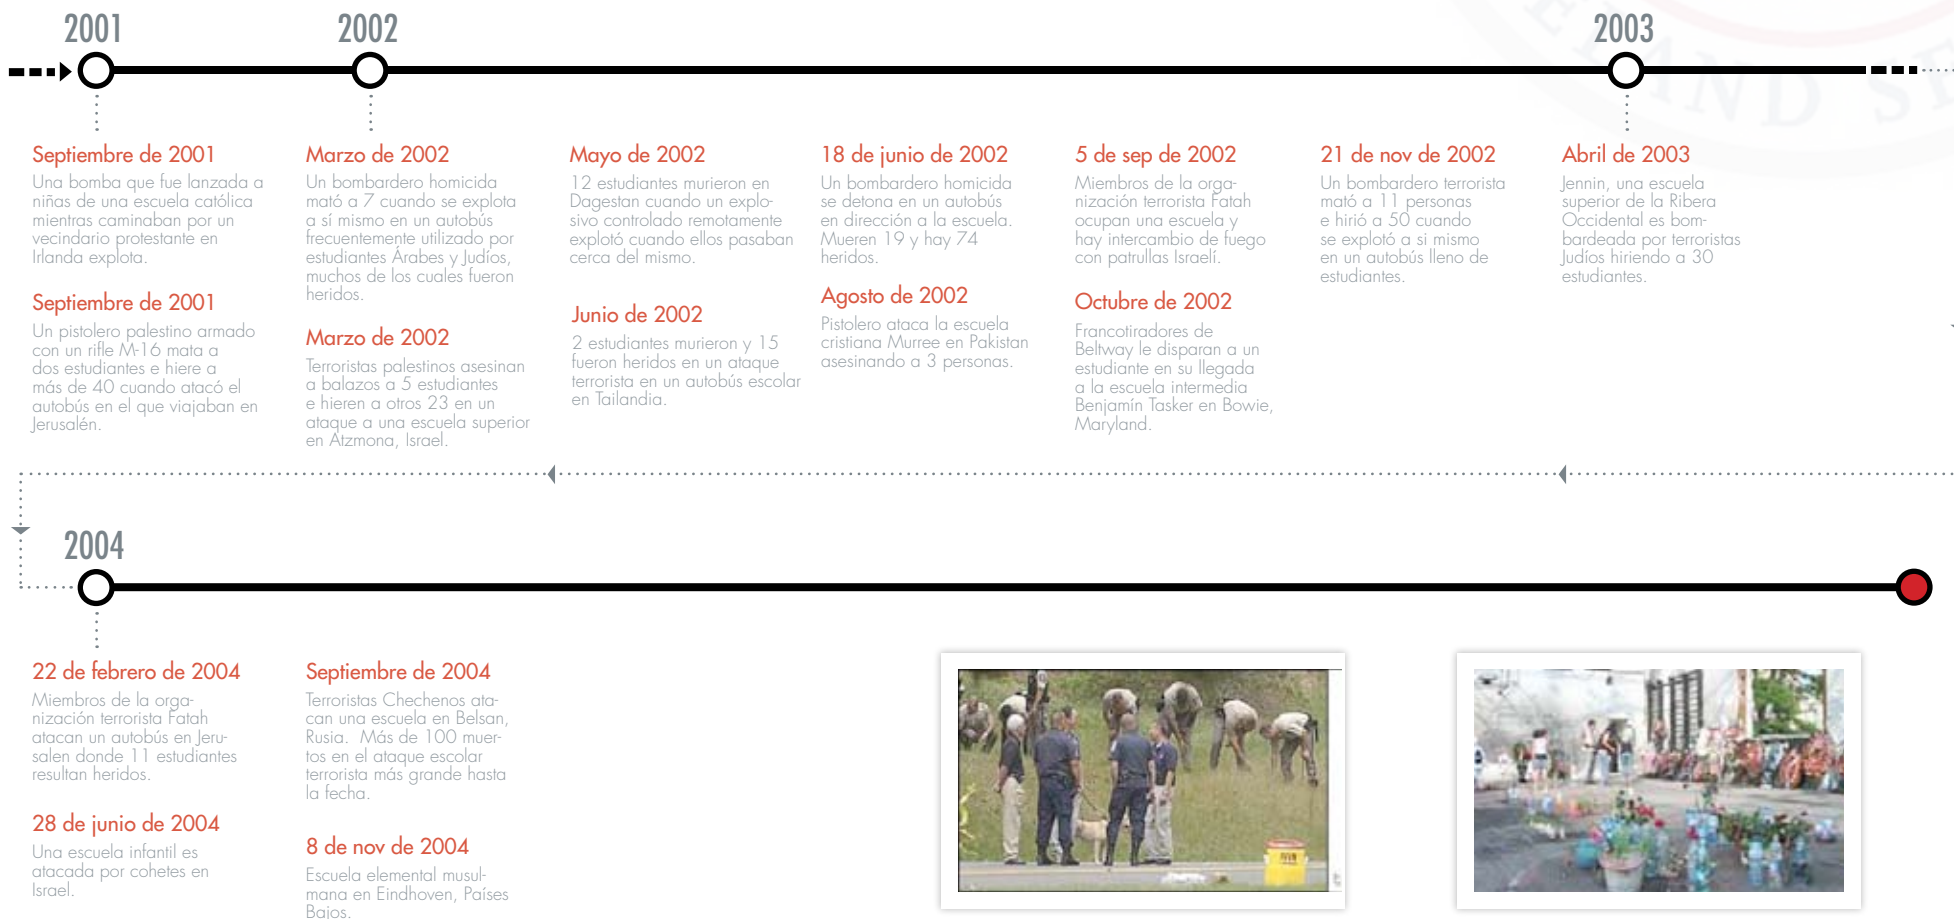 2001
2002
2003
Septiembre de 2001
Una bomba que fue lanzada a
niñas de una escuela católica
mientras caminaban por un
vecindario protestante en
Irlanda explota.
Septiembre de 2001
Un pistolero palestino armado
con un rifle M-16 mata a
dos estudiantes e hiere a
más de 40 cuando atacó el
autobús en el que viajaban en
Jerusalén.
Marzo de 2002
Un bombardero homicida
mató a 7 cuando se explota
a sí mismo en un autobús
frecuentemente utilizado por
estudiantes Árabes y Judíos,
muchos de los cuales fueron
heridos.
Marzo de 2002
Terroristas palestinos asesinan
a balazos a 5 estudiantes
e hieren a otros 23 en un
ataque a una escuela superior
en Atzmona, Israel.
Mayo de 2002
12 estudiantes murieron en
Dagestan cuando un explo-
sivo controlado remotamente
explotó cuando ellos pasaban
cerca del mismo.
Junio de 2002
2 estudiantes murieron y 15
fueron heridos en un ataque
terrorista en un autobús escolar
en Tailandia.
18 de junio de 2002
Un bombardero homicida
se detona en un autobús
en dirección a la escuela.
Mueren 19 y hay 74
heridos.
Agosto de 2002
Pistolero ataca la escuela
cristiana Murree en Pakistan
asesinando a 3 personas.
5 de sep de 2002
Miembros de la orga-
nización terrorista Fatah
ocupan una escuela y
hay intercambio de fuego
con patrullas Israelí.
Octubre de 2002
Francotiradores de
Beltway le disparan a un
estudiante en su llegada
a la escuela intermedia
Benjamín Tasker en Bowie,
Maryland.
21 de nov de 2002
Un bombardero terrorista
mató a 11 personas
e hirió a 50 cuando
se explotó a si mismo
en un autobús lleno de
estudiantes.
Abril de 2003
Jennin, una escuela
superior de la Ribera
Occidental es bom-
bardeada por terroristas
Judíos hiriendo a 30
estudiantes.
2004
22 de febrero de 2004
Miembros de la orga-
nización terrorista Fatah
atacan un autobús en Jeru-
salen donde 11 estudiantes
resultan heridos.
28 de junio de 2004
Una escuela infantil es
atacada por cohetes en
Israel.
Septiembre de 2004
Terroristas Chechenos ata-
can una escuela en Belsan,
Rusia. Más de 100 muer-
tos en el ataque escolar
terrorista más grande hasta
la fecha.
8 de nov de 2004
Escuela elemental musul-
mana en Eindhoven, Países
Bajos.